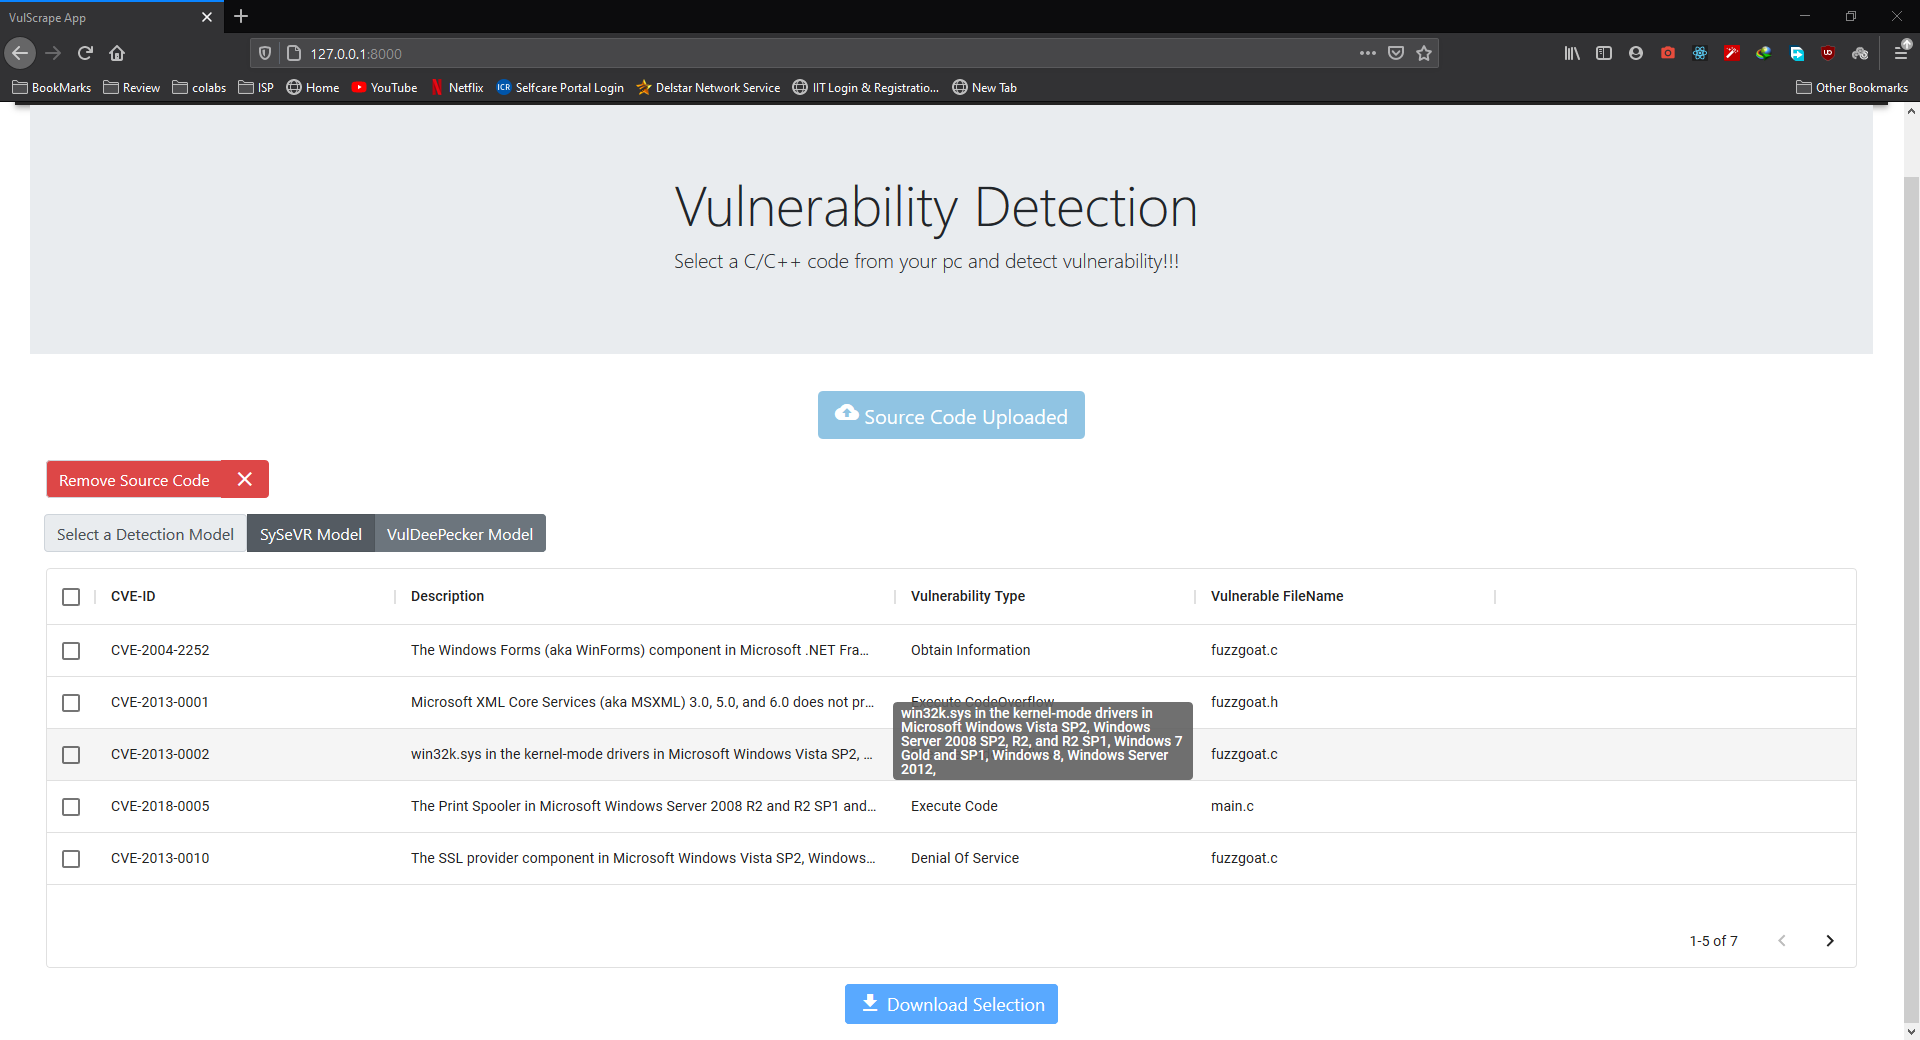 VulScrape App
127.0.0.1:8000
BookMarks Review colabs ISP Home YouTube Netflix ICR Selfcare Portal Login Delstar Network Service IIT Login & Registratio... New Tab Other Bookmarks
Vulnerability Detection
Select a C/C++ code from your pc and detect vulnerability!!!
Source Code Uploaded
Remove Source Code
Select a Detection Model SySeVR Model VulDeePecker Model
CVE-ID Description Vulnerability Type Vulnerable FileName
CVE-2004-2252 The Windows Forms (aka WinForms) component in Microsoft .NET Fra... Obtain Information fuzzgoat.c
CVE-2013-0001 Microsoft XML Core Services (aka MSXML) 3.0, 5.0, and 6.0 does not pr... Execute CodeOverflow fuzzgoat.h
CVE-2013-0002 win32k.sys in the kernel-mode drivers in Microsoft Windows Vista SP2, ... fuzzgoat.c
win32k.sys in the kernel-mode drivers in
Microsoft Windows Vista SP2, Windows
Server 2008 SP2, R2, and R2 SP1, Windows 7
Gold and SP1, Windows 8, Windows Server
2012,
CVE-2018-0005 The Print Spooler in Microsoft Windows Server 2008 R2 and R2 SP1 and... Execute Code main.c
CVE-2013-0010 The SSL provider component in Microsoft Windows Vista SP2, Windows... Denial Of Service fuzzgoat.c
1-5 of 7
Download Selection